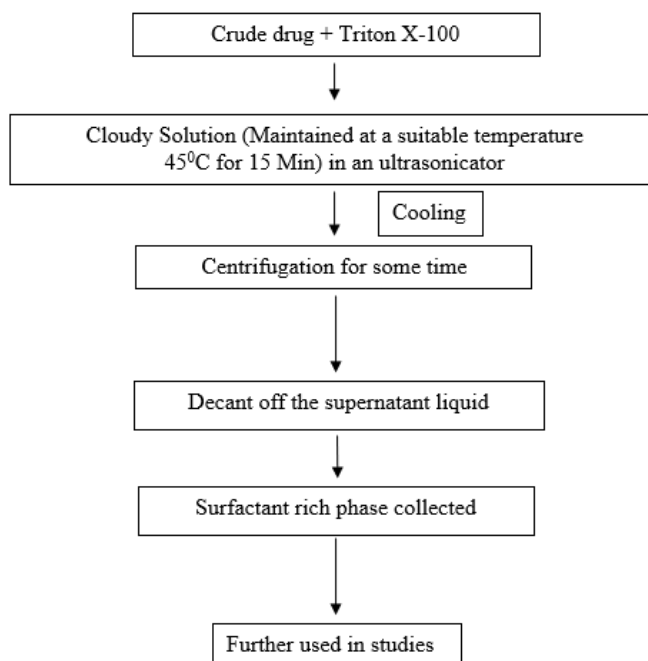 Crude drug + Triton X-100
Cloudy Solution (Maintained at a suitable temperature
45⁰C for 15 Min) in an ultrasonicator
Cooling
Centrifugation for some time
Decant off the supernatant liquid
Surfactant rich phase collected
Further used in studies